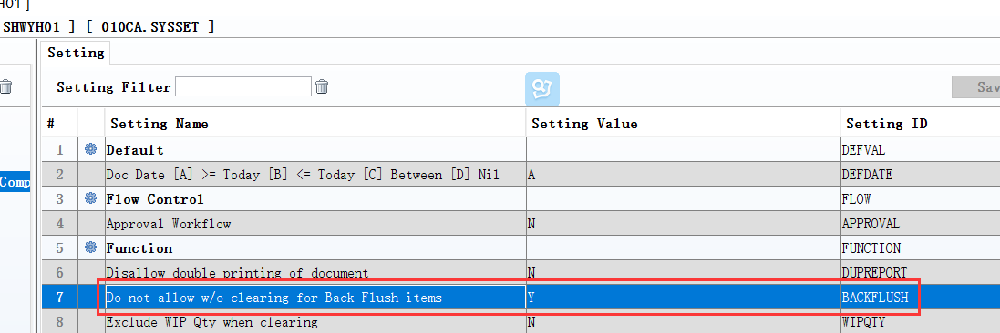 H01 ]
SHWYH01 ] [ 010CA.SYSSET ]
Setting
Setting Filter
Sav
# Setting Name Setting Value Setting ID
1 Default DEFVAL
Comp
2 Doc Date [A] >= Today [B] <= Today [C] Between [D] Nil A DEFDATE
3 Flow Control FLOW
4 Approval Workflow N APPROVAL
5 Function FUNCTION
6 Disallow double printing of document N DUPREPORT
7 Do not allow w/o clearing for Back Flush items Y BACKFLUSH
8 Exclude WIP Qty when clearing N WIPQTY